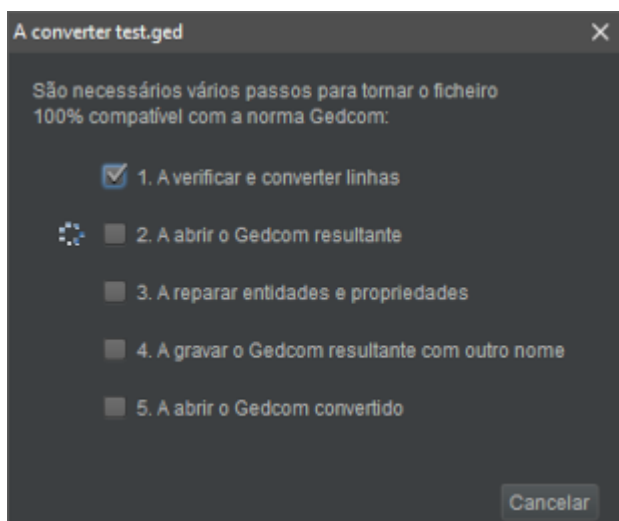 A converter test.ged
São necessários vários passos para tornar o ficheiro
100% compatível com a norma Gedcom:
1. A verificar e converter linhas
2. A abrir o Gedcom resultante
3. A reparar entidades e propriedades
4. A gravar o Gedcom resultante com outro nome
5. A abrir o Gedcom convertido
Cancelar